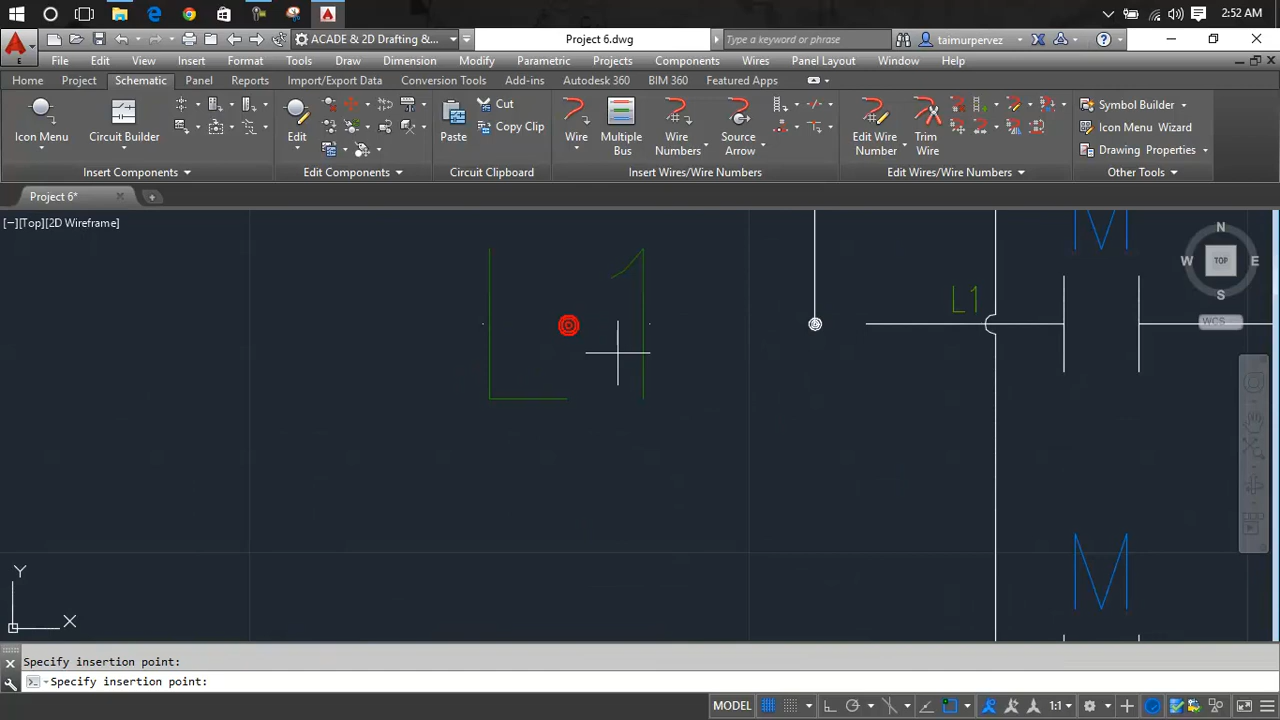 2:52 AM
ACADE & 2D Drafting &...
Project 6.dwg
Type a keyword or phrase
taimurpervez
File Edit View Insert Format Tools Draw Dimension Modify Parametric Projects Components Wires Panel Layout Window Help
Home Project Schematic Panel Reports Import/Export Data Conversion Tools Add-ins Autodesk 360 BIM 360 Featured Apps
Icon Menu
Circuit Builder
Insert Components
Edit
Edit Components
Paste
Cut
Copy Clip
Circuit Clipboard
Wire
Multiple Bus
Wire Numbers
Source Arrow
Insert Wires/Wire Numbers
Edit Wire Number
Trim Wire
Edit Wires/Wire Numbers
Symbol Builder
Icon Menu Wizard
Drawing Properties
Other Tools
Project 6*
[−][Top][2D Wireframe]
N
W TOP E
S
WCS
L1
L1
M
M
Y
X
Specify insertion point:
Specify insertion point:
MODEL
1:1